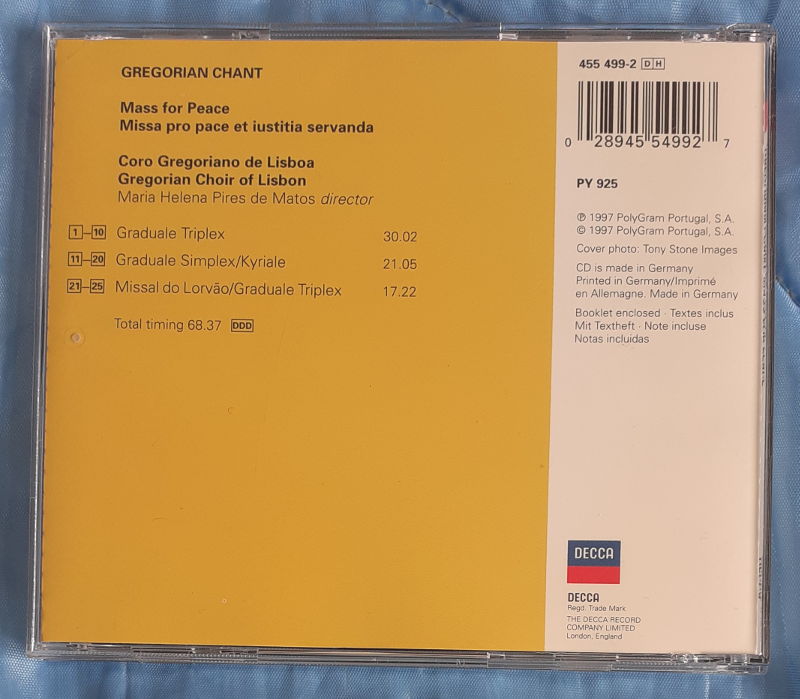 GREGORIAN CHANT
Mass for Peace
Missa pro pace et iustitia servanda
Coro Gregoriano de Lisboa
Gregorian Choir of Lisbon
Maria Helena Pires de Matos director
1–10 Graduale Triplex 30.02
11–20 Graduale Simplex/Kyriale 21.05
21–25 Missal do Lorvão/Graduale Triplex 17.22
Total timing 68.37 DDD
455 499-2 DH
0 28945 54992 7
PY 925
℗ 1997 PolyGram Portugal, S.A.
© 1997 PolyGram Portugal, S.A.
Cover photo: Tony Stone Images
CD is made in Germany
Printed in Germany/Imprimé
en Allemagne. Made in Germany
Booklet enclosed · Textes inclus
Mit Textheft · Note incluse
Notas incluidas
DECCA
DECCA
Regd. Trade Mark
THE DECCA RECORD
COMPANY LIMITED
London, England